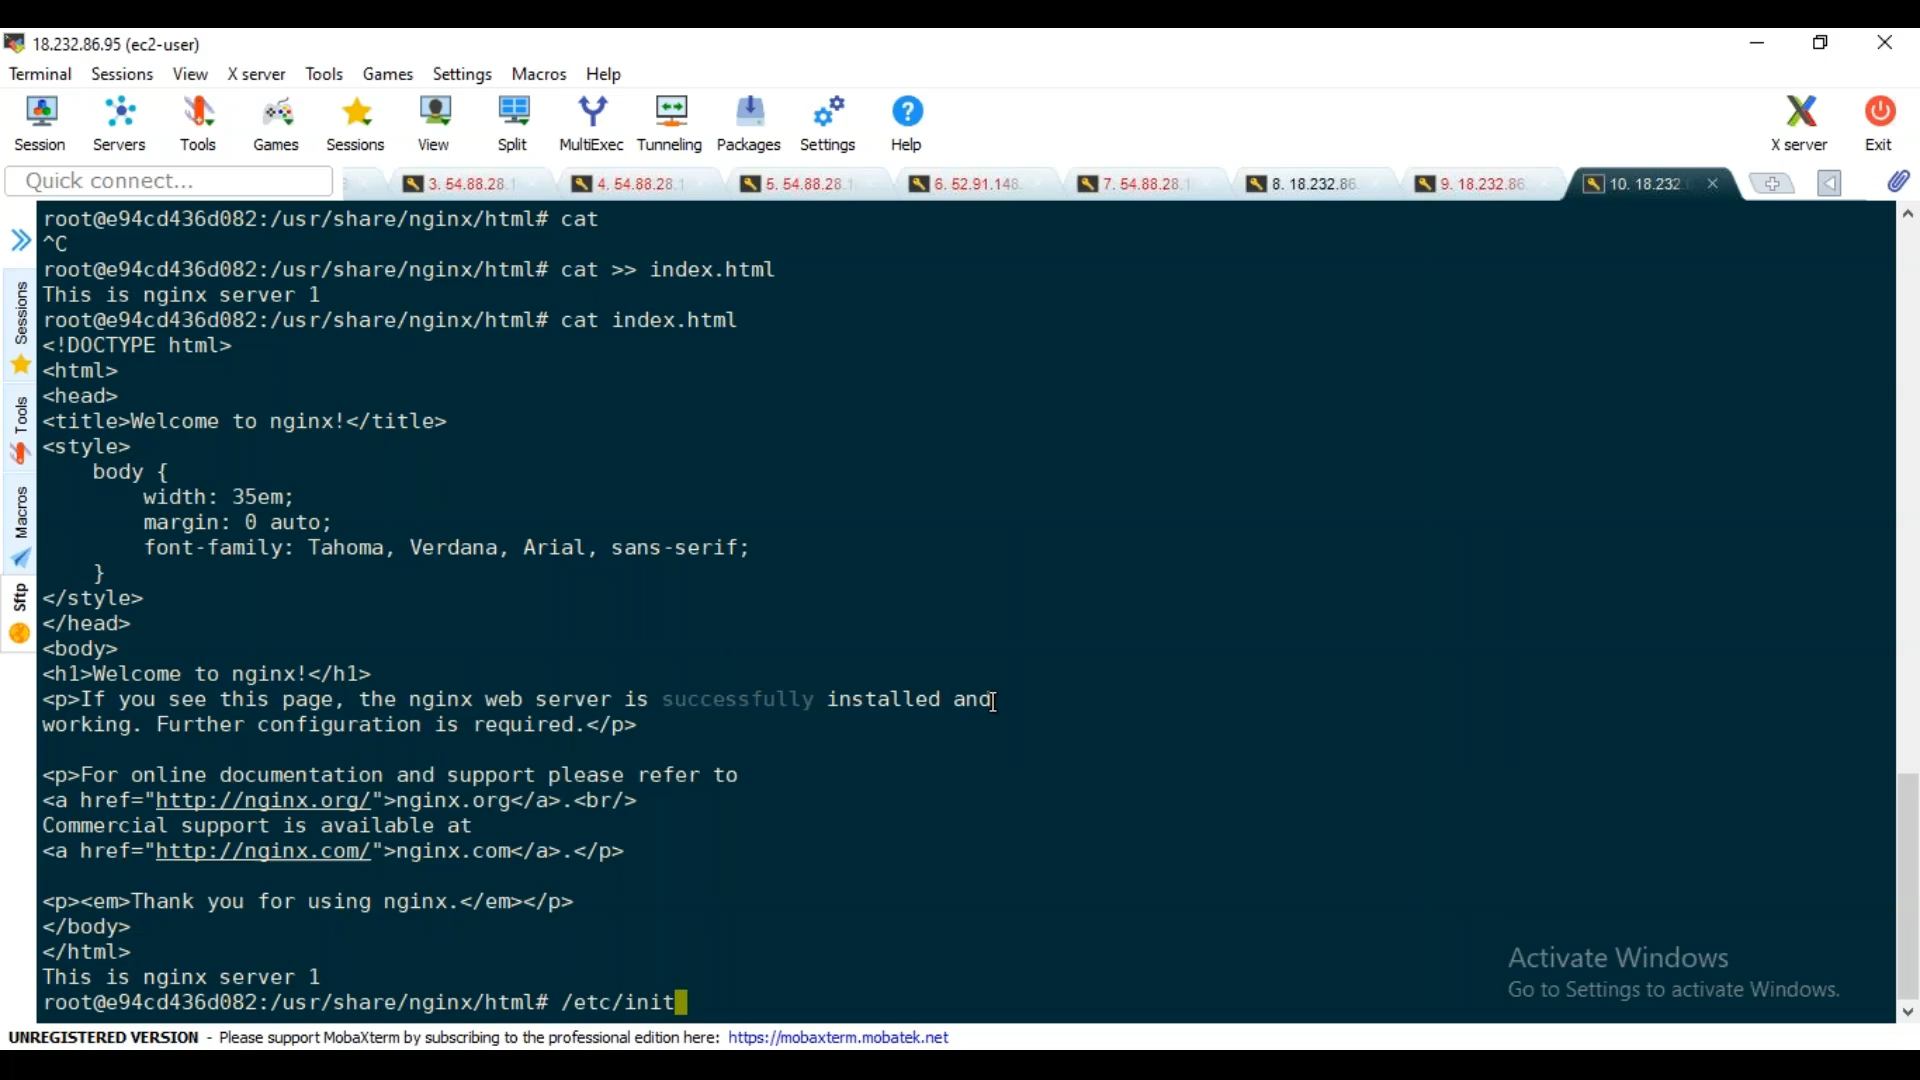 18.232.86.95 (ec2-user)
Terminal Sessions View X server Tools Games Settings Macros Help
Session Servers Tools Games Sessions View Split MultiExec Tunneling Packages Settings Help X server Exit
Quick connect... 3. 54.88.28.1 4. 54.88.28.1 5. 54.88.28.1 6. 52.91.148. 7. 54.88.28.1 8. 18.232.86. 9. 18.232.86 10. 18.232.
Sessions
Tools
Macros
Sftp
root@e94cd436d082:/usr/share/nginx/html# cat
^C
root@e94cd436d082:/usr/share/nginx/html# cat >> index.html
This is nginx server 1
root@e94cd436d082:/usr/share/nginx/html# cat index.html
<!DOCTYPE html>
<html>
<head>
<title>Welcome to nginx!</title>
<style>
    body {
        width: 35em;
        margin: 0 auto;
        font-family: Tahoma, Verdana, Arial, sans-serif;
    }
</style>
</head>
<body>
<h1>Welcome to nginx!</h1>
<p>If you see this page, the nginx web server is successfully installed and
working. Further configuration is required.</p>
<p>For online documentation and support please refer to
<a href="http://nginx.org/">nginx.org</a>.<br/>
Commercial support is available at
<a href="http://nginx.com/">nginx.com</a>.</p>
<p><em>Thank you for using nginx.</em></p>
</body>
</html>
This is nginx server 1
root@e94cd436d082:/usr/share/nginx/html# /etc/init
Activate Windows
Go to Settings to activate Windows.
UNREGISTERED VERSION - Please support MobaXterm by subscribing to the professional edition here: https://mobaxterm.mobatek.net